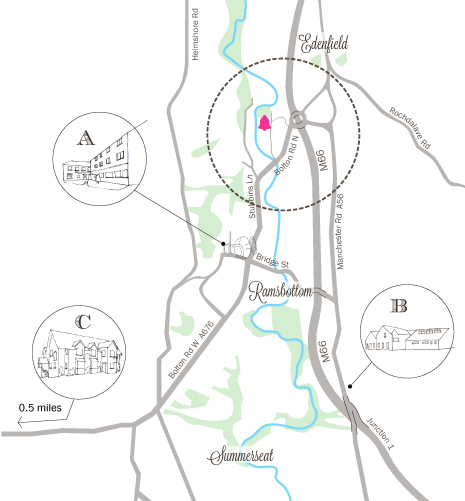 Helmshore Rd
Edenfield
Rochdalave Rd
A
Bolton Rd N
M66
Stubbins Ln
Manchester Rd A56
Bridge St
Ramsbottom
B
C
Bolton Rd W A676
M66
0.5 miles
Junction 1
Summerseat